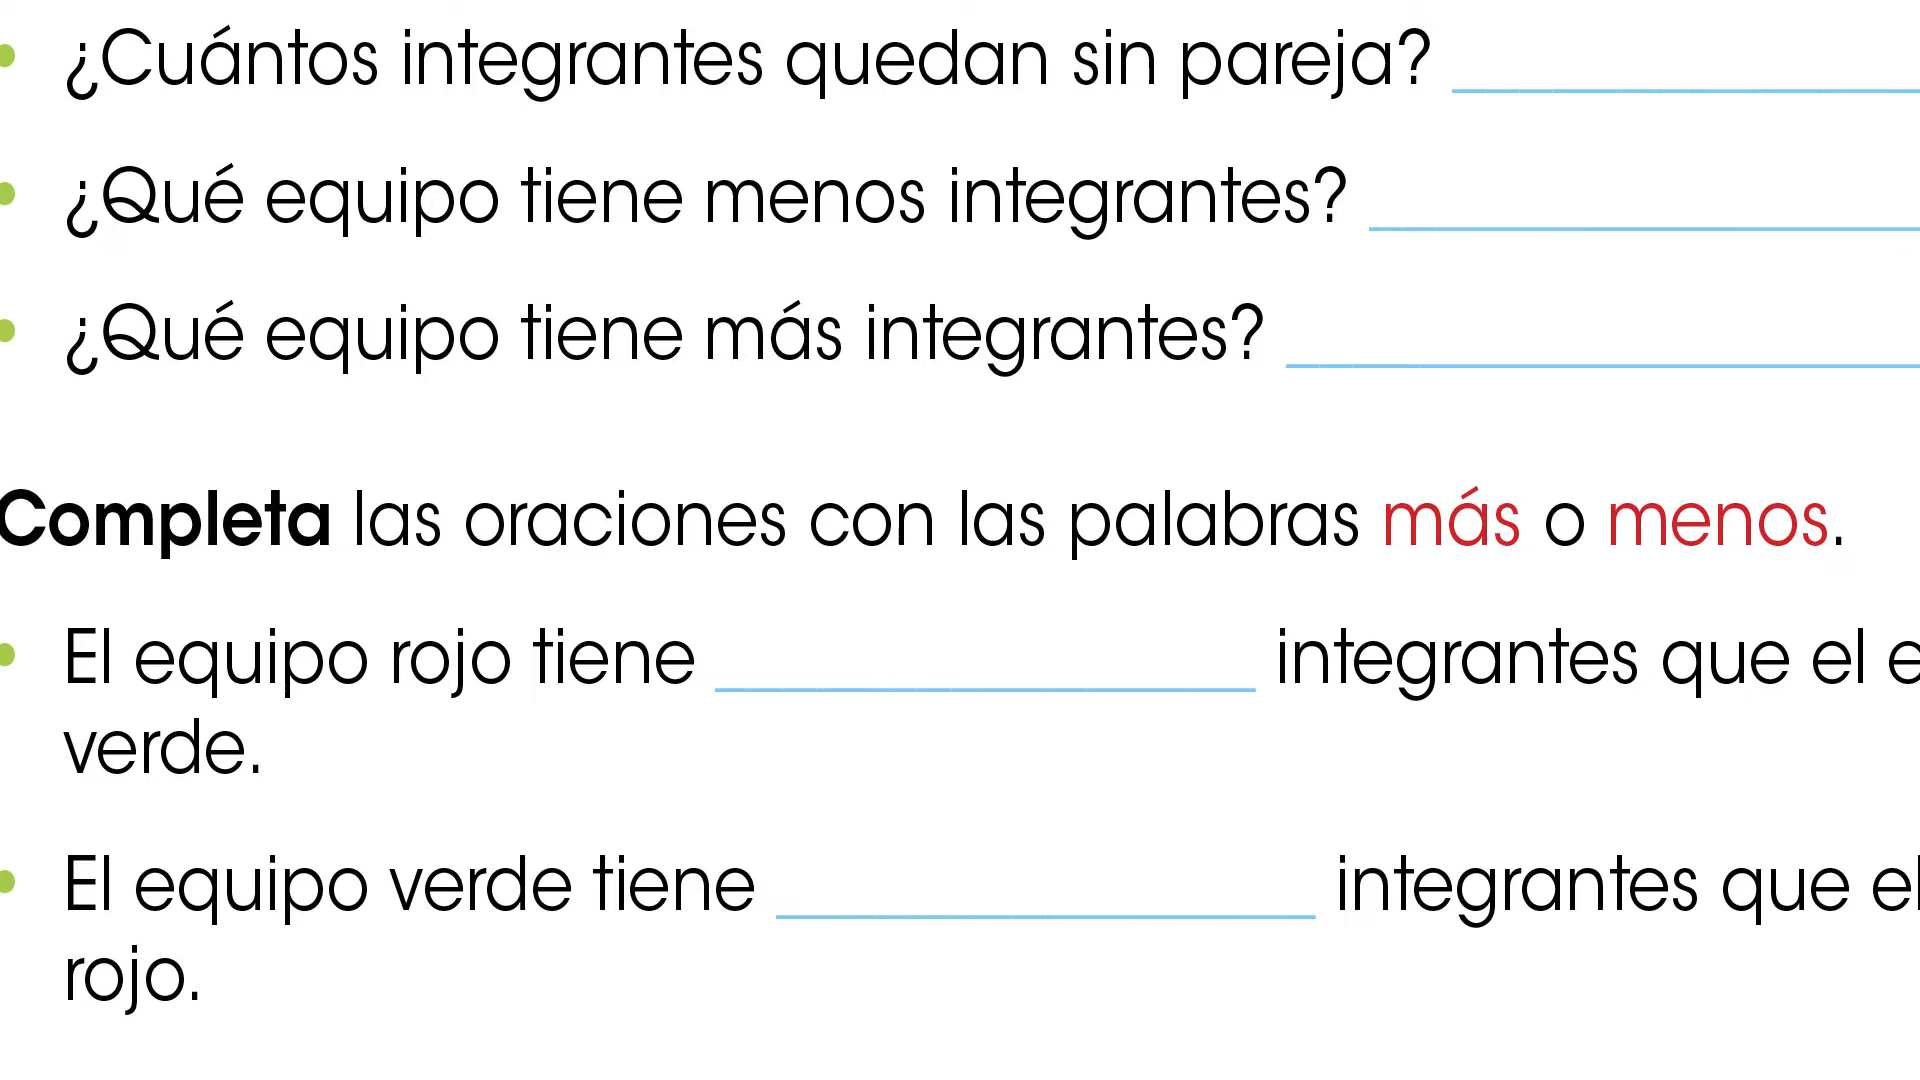 ¿Cuántos integrantes quedan sin pareja?
¿Qué equipo tiene menos integrantes?
¿Qué equipo tiene más integrantes?
Completa las oraciones con las palabras más o menos.
El equipo rojo tiene integrantes que el
verde.
El equipo verde tiene integrantes que el
rojo.